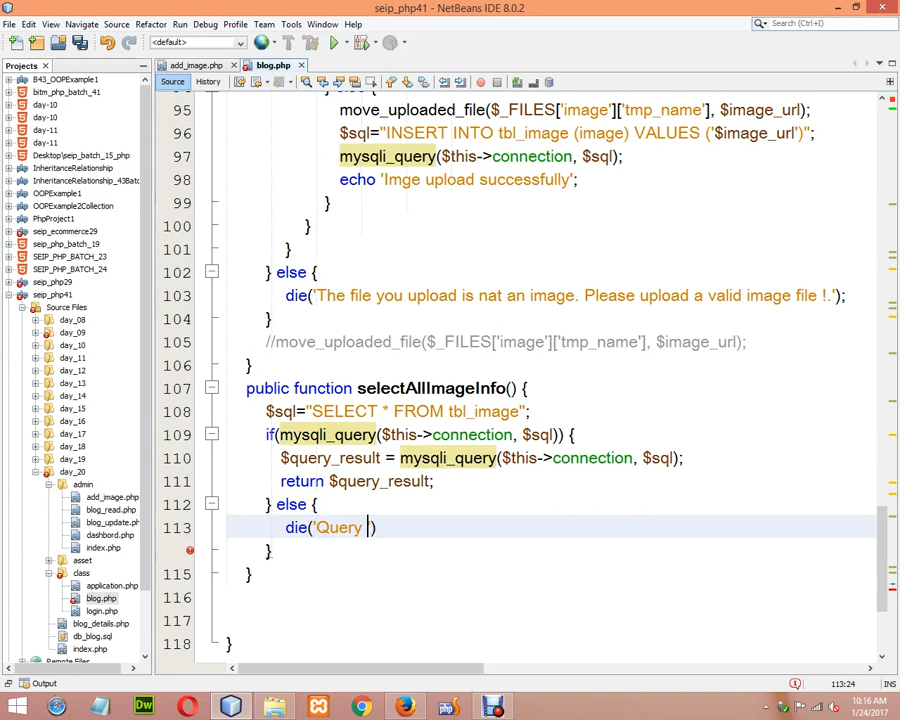 seip_php41 - NetBeans IDE 8.0.2
File Edit View Navigate Source Refactor Run Debug Profile Team Tools Window Help
Search (Ctrl+I)
<default>
Projects
add_image.php
blog.php
Source History
B43_OOPExample1
bitm_php_batch_41
day-10
day-10
day-11
day-11
Desktop\seip_batch_15_php
InheritanceRelationship
InheritanceRelationship_43Batc
OOPExample1
OOPExample2Collection
PhpProject1
seip_ecommerce29
seip_php_batch_19
SEIP_PHP_BATCH_23
SEIP_PHP_BATCH_24
seip_php29
seip_php41
Source Files
day_08
day_09
day_10
day_11
day_12
day_13
day_14
day_15
day_16
day_17
day_18
day_19
day_20
admin
add_image.php
blog_read.php
blog_update.ph
dashbord.php
index.php
asset
class
application.php
blog.php
login.php
blog_details.php
db_blog.sql
index.php
Remote Files
} else {
95 move_uploaded_file($_FILES['image']['tmp_name'], $image_url);
96 $sql="INSERT INTO tbl_image (image) VALUES ('$image_url')";
97 mysqli_query($this->connection, $sql);
98 echo 'Imge upload successfully';
99 }
100 }
101 }
102 } else {
103 die('The file you upload is nat an image. Please upload a valid image file !.');
104 }
105 //move_uploaded_file($_FILES['image']['tmp_name'], $image_url);
106 }
107 public function selectAllImageInfo() {
108 $sql="SELECT * FROM tbl_image";
109 if(mysqli_query($this->connection, $sql)) {
110 $query_result = mysqli_query($this->connection, $sql);
111 return $query_result;
112 } else {
113 die('Query ')
}
115 }
116
117
118 }
Output
113:24
INS
Dw
php
10:16 AM
1/24/2017